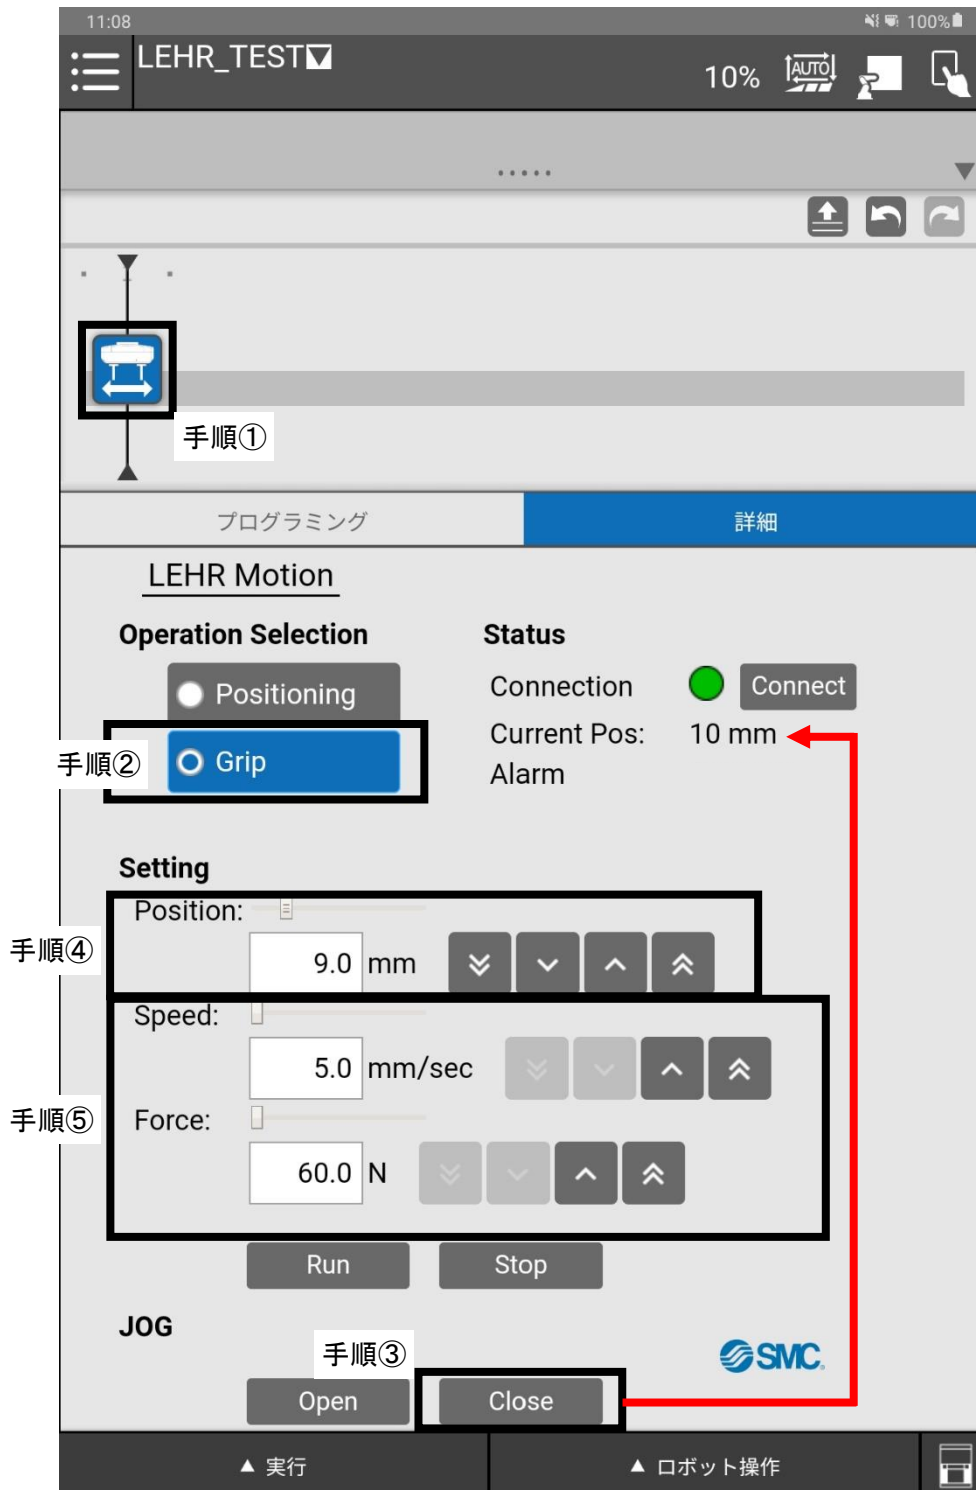 11:08 100%
LEHR_TEST
10% AUTO
手順①
プログラミング 詳細
LEHR Motion
Operation Selection Status
Positioning Connection Connect
手順② Grip Current Pos: 10 mm
Alarm
Setting
Position:
手順④ 9.0 mm
Speed:
5.0 mm/sec
手順⑤ Force:
60.0 N
Run Stop
JOG
手順③ SMC.
Open Close
▲ 実行 ▲ ロボット操作